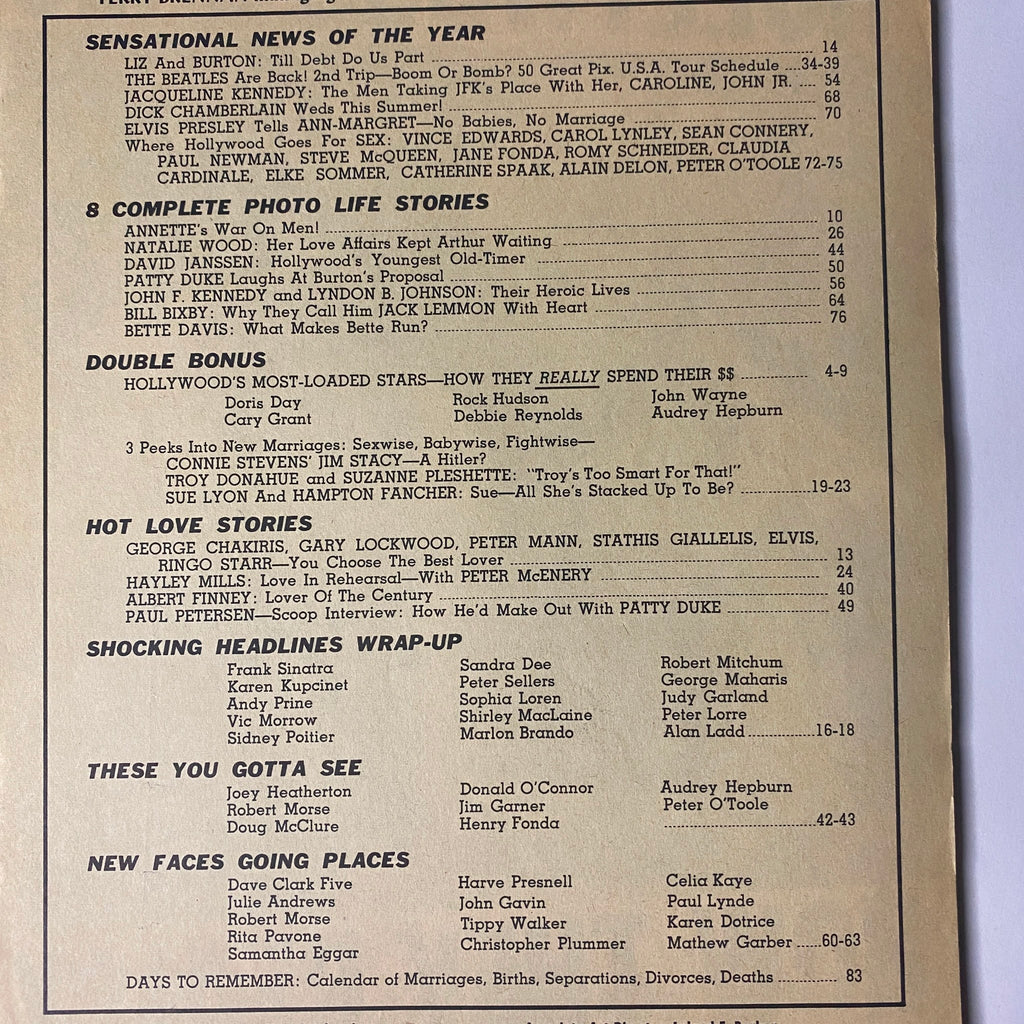 SENSATIONAL NEWS OF THE YEAR
LIZ And BURTON: Till Debt Do Us Part 14
THE BEATLES Are Back! 2nd Trip—Boom Or Bomb? 50 Great Pix. U.S.A. Tour Schedule ....34-39
JACQUELINE KENNEDY: The Men Taking JFK's Place With Her, CAROLINE, JOHN JR. .... 54
DICK CHAMBERLAIN Weds This Summer! 68
ELVIS PRESLEY Tells ANN-MARGRET—No Babies, No Marriage 70
Where Hollywood Goes For SEX: VINCE EDWARDS, CAROL LYNLEY, SEAN CONNERY,
PAUL NEWMAN, STEVE McQUEEN, JANE FONDA, ROMY SCHNEIDER, CLAUDIA
CARDINALE, ELKE SOMMER, CATHERINE SPAAK, ALAIN DELON, PETER O'TOOLE 72-75
8 COMPLETE PHOTO LIFE STORIES
ANNETTE's War On Men! 10
NATALIE WOOD: Her Love Affairs Kept Arthur Waiting 26
DAVID JANSSEN: Hollywood's Youngest Old-Timer 44
PATTY DUKE Laughs At Burton's Proposal 50
JOHN F. KENNEDY and LYNDON B. JOHNSON: Their Heroic Lives 56
BILL BIXBY: Why They Call Him JACK LEMMON With Heart 64
BETTE DAVIS: What Makes Bette Run? 76
DOUBLE BONUS
HOLLYWOOD'S MOST-LOADED STARS—HOW THEY REALLY SPEND THEIR $$ 4-9
Doris Day Rock Hudson John Wayne
Cary Grant Debbie Reynolds Audrey Hepburn
3 Peeks Into New Marriages: Sexwise, Babywise, Fightwise—
CONNIE STEVENS' JIM STACY—A Hitler?
TROY DONAHUE and SUZANNE PLESHETTE: "Troy's Too Smart For That!"
SUE LYON And HAMPTON FANCHER: Sue—All She's Stacked Up To Be? 19-23
HOT LOVE STORIES
GEORGE CHAKIRIS, GARY LOCKWOOD, PETER MANN, STATHIS GIALLELIS, ELVIS,
RINGO STARR—You Choose The Best Lover 13
HAYLEY MILLS: Love In Rehearsal—With PETER McENERY 24
ALBERT FINNEY: Lover Of The Century 40
PAUL PETERSEN—Scoop Interview: How He'd Make Out With PATTY DUKE 49
SHOCKING HEADLINES WRAP-UP
Frank Sinatra Sandra Dee Robert Mitchum
Karen Kupcinet Peter Sellers George Maharis
Andy Prine Sophia Loren Judy Garland
Vic Morrow Shirley MacLaine Peter Lorre
Sidney Poitier Marlon Brando Alan Ladd 16-18
THESE YOU GOTTA SEE
Joey Heatherton Donald O'Connor Audrey Hepburn
Robert Morse Jim Garner Peter O'Toole
Doug McClure Henry Fonda 42-43
NEW FACES GOING PLACES
Dave Clark Five Harve Presnell Celia Kaye
Julie Andrews John Gavin Paul Lynde
Robert Morse Tippy Walker Karen Dotrice
Rita Pavone Christopher Plummer Mathew Garber 60-63
Samantha Eggar
DAYS TO REMEMBER: Calendar of Marriages, Births, Separations, Divorces, Deaths 83